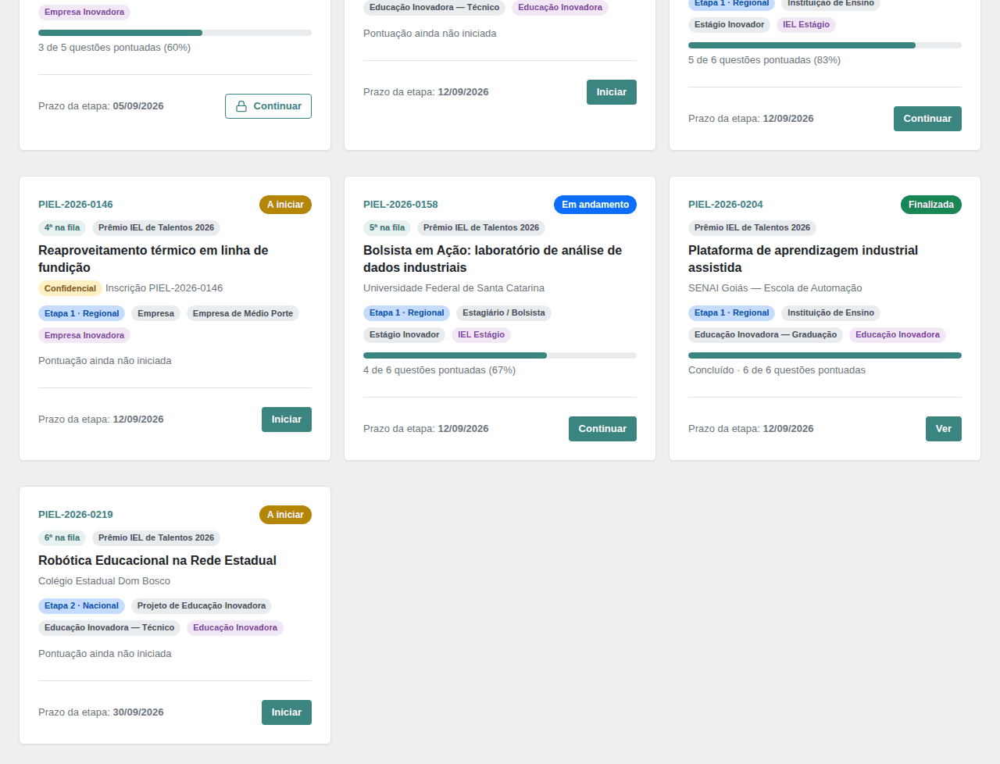 Empresa Inovadora
3 de 5 questões pontuadas (60%)
Prazo da etapa: 05/09/2026
Continuar
Educação Inovadora — Técnico Educação Inovadora
Pontuação ainda não iniciada
Prazo da etapa: 12/09/2026
Iniciar
Etapa 1 · Regional Instituição de Ensino
Estágio Inovador IEL Estágio
5 de 6 questões pontuadas (83%)
Prazo da etapa: 12/09/2026
Continuar
PIEL-2026-0146 A iniciar
4ª na fila Prêmio IEL de Talentos 2026
Reaproveitamento térmico em linha de
fundição
Confidencial Inscrição PIEL-2026-0146
Etapa 1 · Regional Empresa Empresa de Médio Porte
Empresa Inovadora
Pontuação ainda não iniciada
Prazo da etapa: 12/09/2026
Iniciar
PIEL-2026-0158 Em andamento
5ª na fila Prêmio IEL de Talentos 2026
Bolsista em Ação: laboratório de análise de
dados industriais
Universidade Federal de Santa Catarina
Etapa 1 · Regional Estagiário / Bolsista
Estágio Inovador IEL Estágio
4 de 6 questões pontuadas (67%)
Prazo da etapa: 12/09/2026
Continuar
PIEL-2026-0204 Finalizada
Prêmio IEL de Talentos 2026
Plataforma de aprendizagem industrial
assistida
SENAI Goiás — Escola de Automação
Etapa 1 · Regional Instituição de Ensino
Educação Inovadora — Graduação Educação Inovadora
Concluído · 6 de 6 questões pontuadas
Prazo da etapa: 12/09/2026
Ver
PIEL-2026-0219 A iniciar
6ª na fila Prêmio IEL de Talentos 2026
Robótica Educacional na Rede Estadual
Colégio Estadual Dom Bosco
Etapa 2 · Nacional Projeto de Educação Inovadora
Educação Inovadora — Técnico Educação Inovadora
Pontuação ainda não iniciada
Prazo da etapa: 30/09/2026
Iniciar